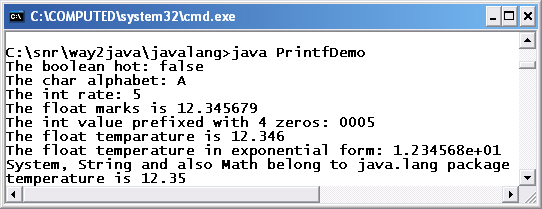 C:\COMPUTED\system32\cmd.exe
C:\snr\way2java\javalang>java PrintfDemo
The boolean hot: false
The char alphabet: A
The int rate: 5
The float marks is 12.345679
The int value prefixed with 4 zeros: 0005
The float temparature is 12.346
The float temperature in exponential form: 1.234568e+01
System, String and also Math belong to java.lang package
temperature is 12.35